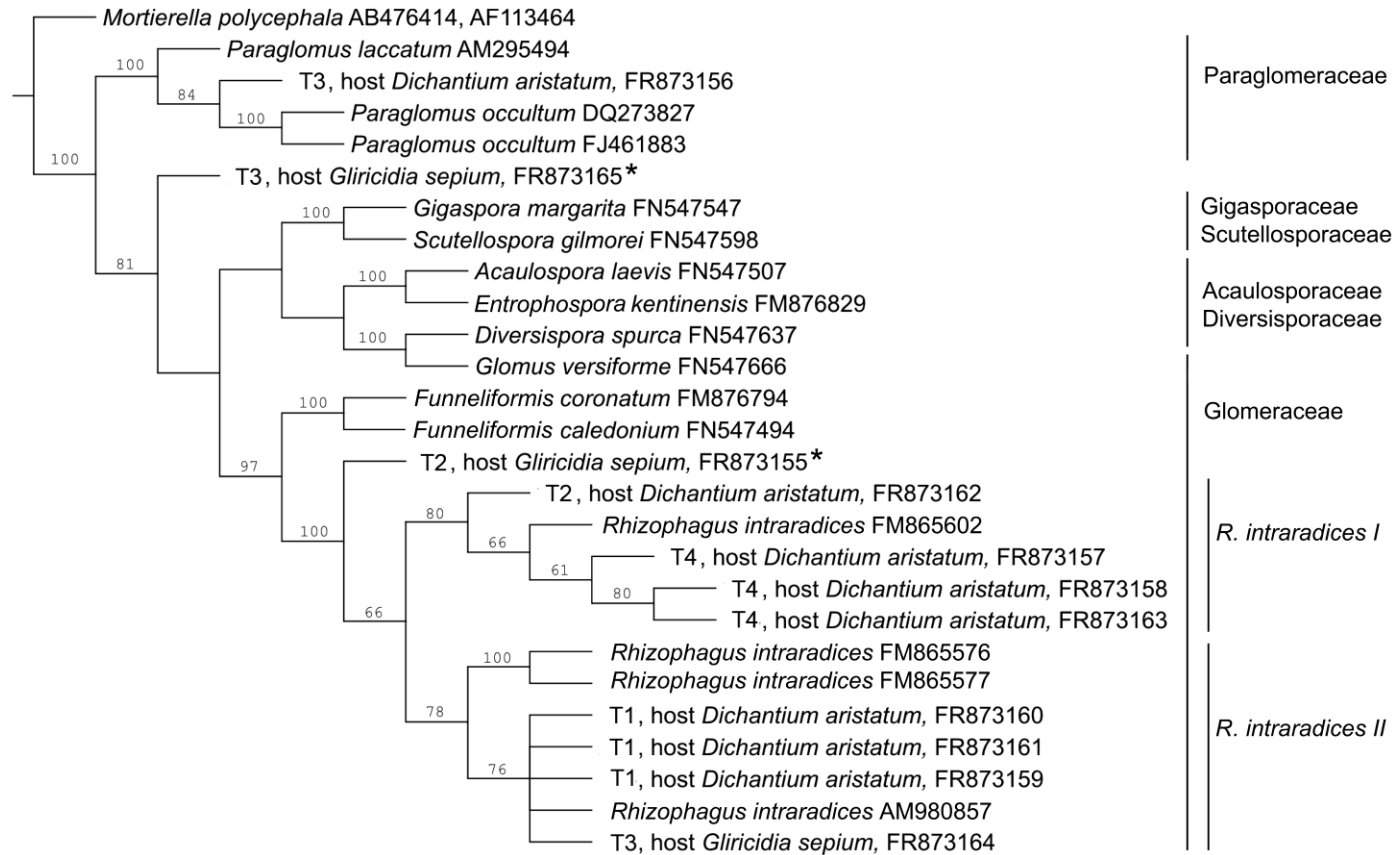 Mortierella polycephala AB476414, AF113464
Paraglomus laccatum AM295494
100
T3, host Dichantium aristatum, FR873156
Paraglomeraceae
84
Paraglomus occultum DQ273827
100
Paraglomus occultum FJ461883
100
T3, host Gliricidia sepium, FR873165*
Gigaspora margarita FN547547
Gigasporaceae
100
Scutellospora gilmorei FN547598
Scutellosporaceae
81
Acaulospora laevis FN547507
100
Acaulosporaceae
Entrophospora kentinensis FM876829
Diversisporaceae
Diversispora spurca FN547637
100
Glomus versiforme FN547666
Funneliformis coronatum FM876794
100
Glomeraceae
Funneliformis caledonium FN547494
97
T2, host Gliricidia sepium, FR873155*
T2, host Dichantium aristatum, FR873162
80
Rhizophagus intraradices FM865602
R. intraradices I
100
66
T4, host Dichantium aristatum, FR873157
61
T4, host Dichantium aristatum, FR873158
80
66
T4, host Dichantium aristatum, FR873163
Rhizophagus intraradices FM865576
100
Rhizophagus intraradices FM865577
78
T1, host Dichantium aristatum, FR873160
R. intraradices II
T1, host Dichantium aristatum, FR873161
76
T1, host Dichantium aristatum, FR873159
Rhizophagus intraradices AM980857
T3, host Gliricidia sepium, FR873164